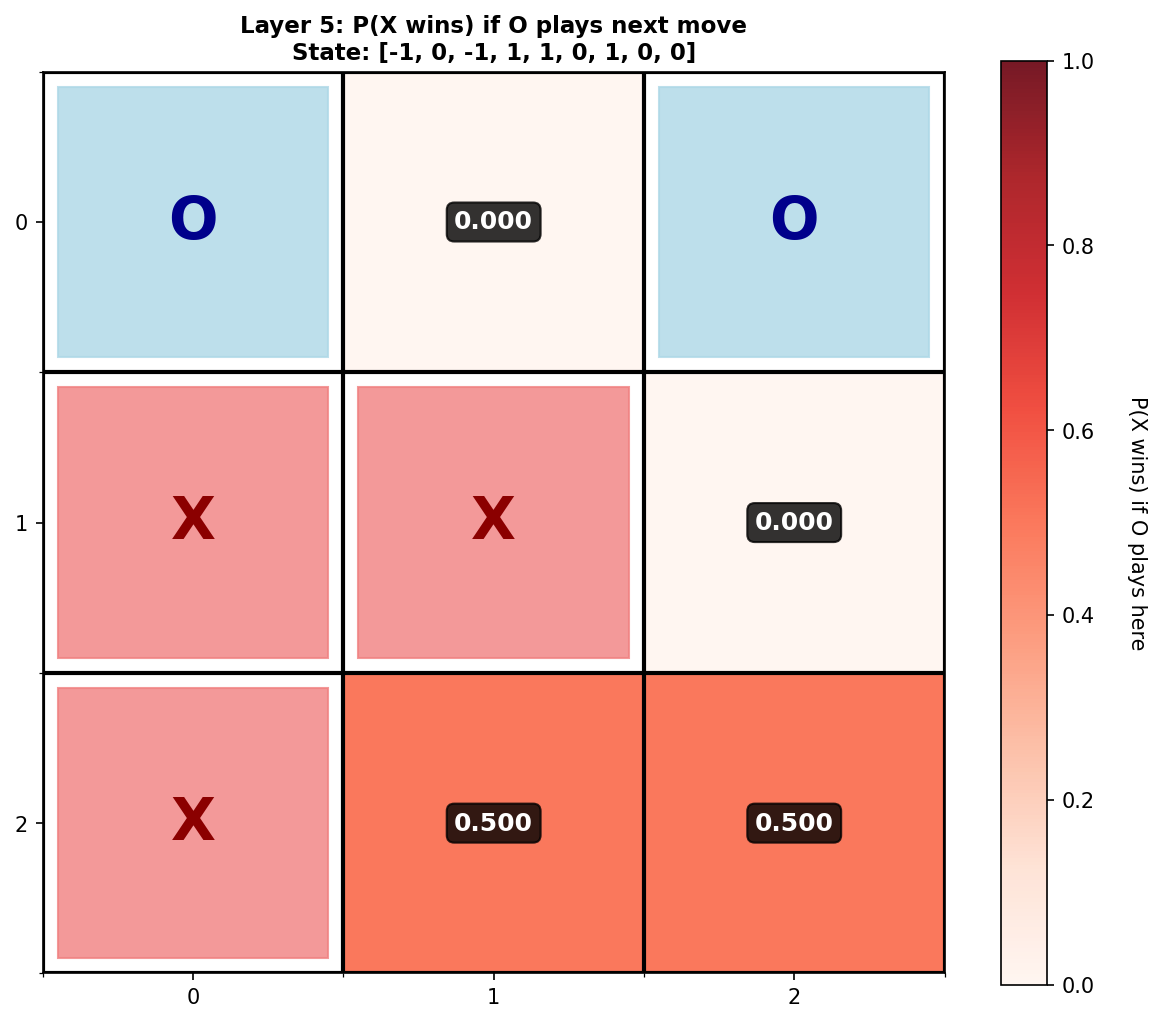 Layer 5: P(X wins) if O plays next move
State: [-1, 0, -1, 1, 1, 0, 1, 0, 0]
0
O
0.000
O
1
X
X
0.000
2
X
0.500
0.500
0
1
2
1.0
0.8
0.6
0.4
0.2
0.0
P(X wins) if O plays here